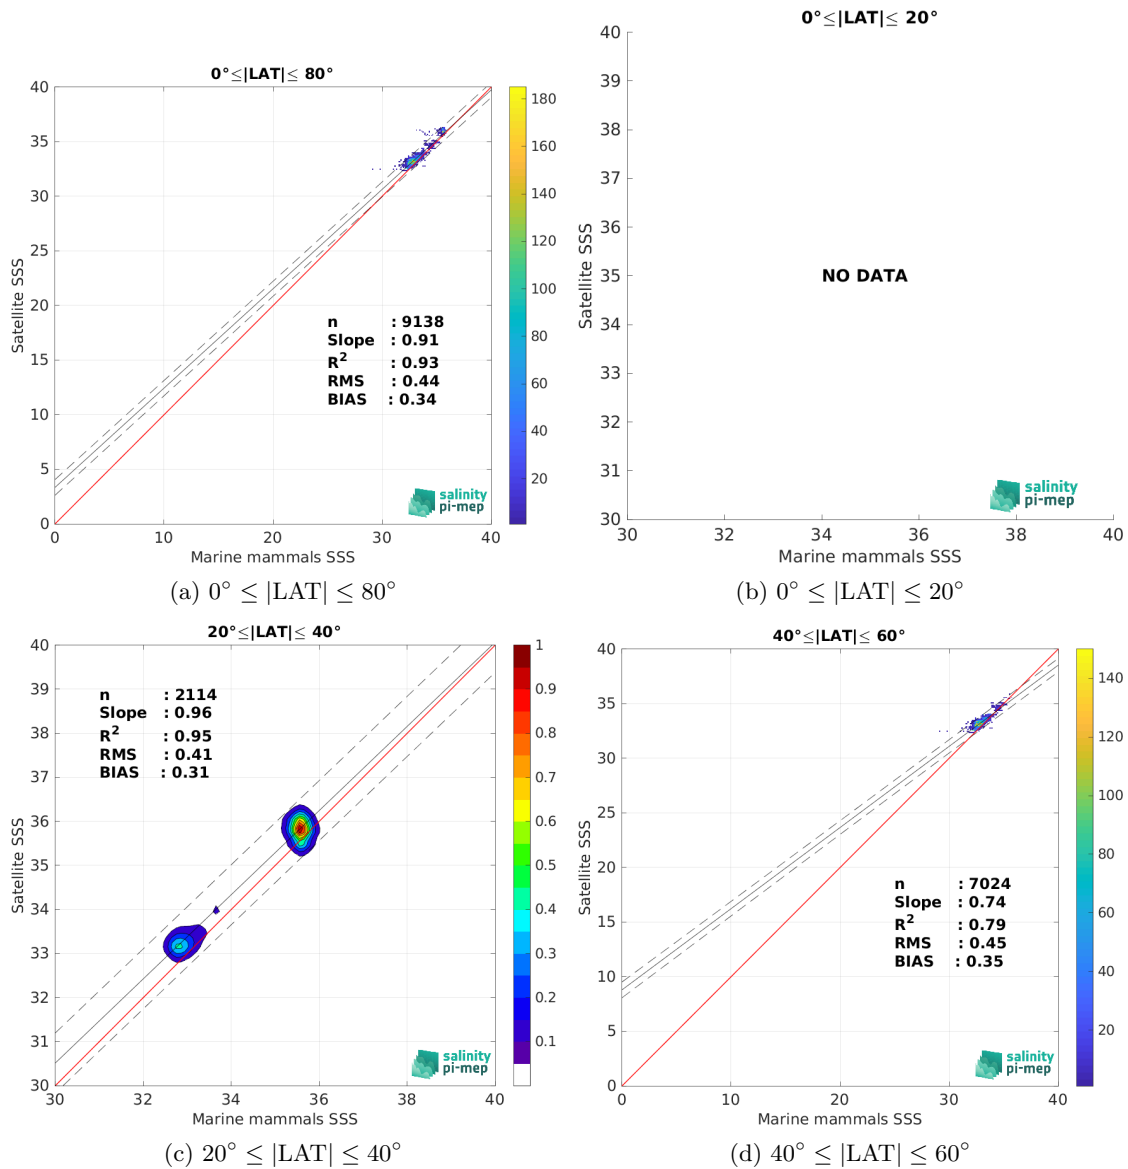 0°≤|LAT|≤ 80°
40
35
30
25
20
15
10
5
0
Satellite SSS
n : 9138
Slope : 0.91
R2 : 0.93
RMS : 0.44
BIAS : 0.34
salinity
pi-mep
0 10 20 30 40
Marine mammals SSS
180
160
140
120
100
80
60
40
20
(a) 0° ≤ |LAT| ≤ 80°
0°≤|LAT|≤ 20°
40
39
38
37
36
35
34
33
32
31
30
Satellite SSS
NO DATA
salinity
pi-mep
30 32 34 36 38 40
Marine mammals SSS
(b) 0° ≤ |LAT| ≤ 20°
20°≤|LAT|≤ 40°
40
39
38
37
36
35
34
33
32
31
30
Satellite SSS
n : 2114
Slope : 0.96
R2 : 0.95
RMS : 0.41
BIAS : 0.31
salinity
pi-mep
30 32 34 36 38 40
Marine mammals SSS
1
0.9
0.8
0.7
0.6
0.5
0.4
0.3
0.2
0.1
(c) 20° ≤ |LAT| ≤ 40°
40°≤|LAT|≤ 60°
40
35
30
25
20
15
10
5
0
Satellite SSS
n : 7024
Slope : 0.74
R2 : 0.79
RMS : 0.45
BIAS : 0.35
salinity
pi-mep
0 10 20 30 40
Marine mammals SSS
140
120
100
80
60
40
20
(d) 40° ≤ |LAT| ≤ 60°